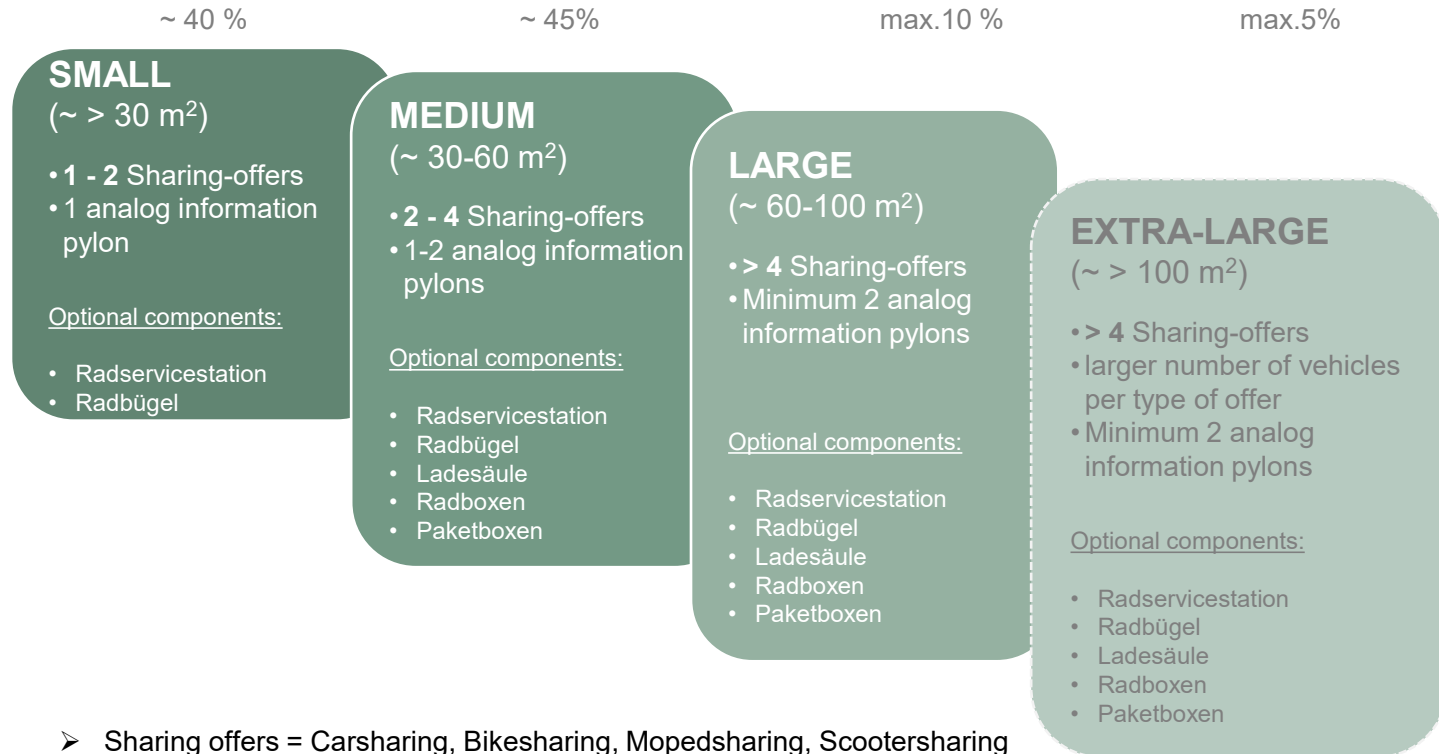 ~ 40 %
~ 45%
max.10 %
max.5%
SMALL
(~ > 30 m²)
• 1 - 2 Sharing-offers
• 1 analog information
pylon
Optional components:
• Radservicestation
• Radbügel
MEDIUM
(~ 30-60 m²)
• 2 - 4 Sharing-offers
• 1-2 analog information
pylons
Optional components:
• Radservicestation
• Radbügel
• Ladesäule
• Radboxen
• Paketboxen
LARGE
(~ 60-100 m²)
• > 4 Sharing-offers
• Minimum 2 analog
information pylons
Optional components:
• Radservicestation
• Radbügel
• Ladesäule
• Radboxen
• Paketboxen
EXTRA-LARGE
(~ > 100 m²)
• > 4 Sharing-offer
• larger number of vehicles
per type of offer
• Minimum 2 analog
information pylons
Optional components:
• Radservicestation
• Radbügel
• Ladesäule
• Radboxen
• Paketboxen
➢ Sharing offers = Carsharing, Bikesharing, Mopedsharing, Scootersharing